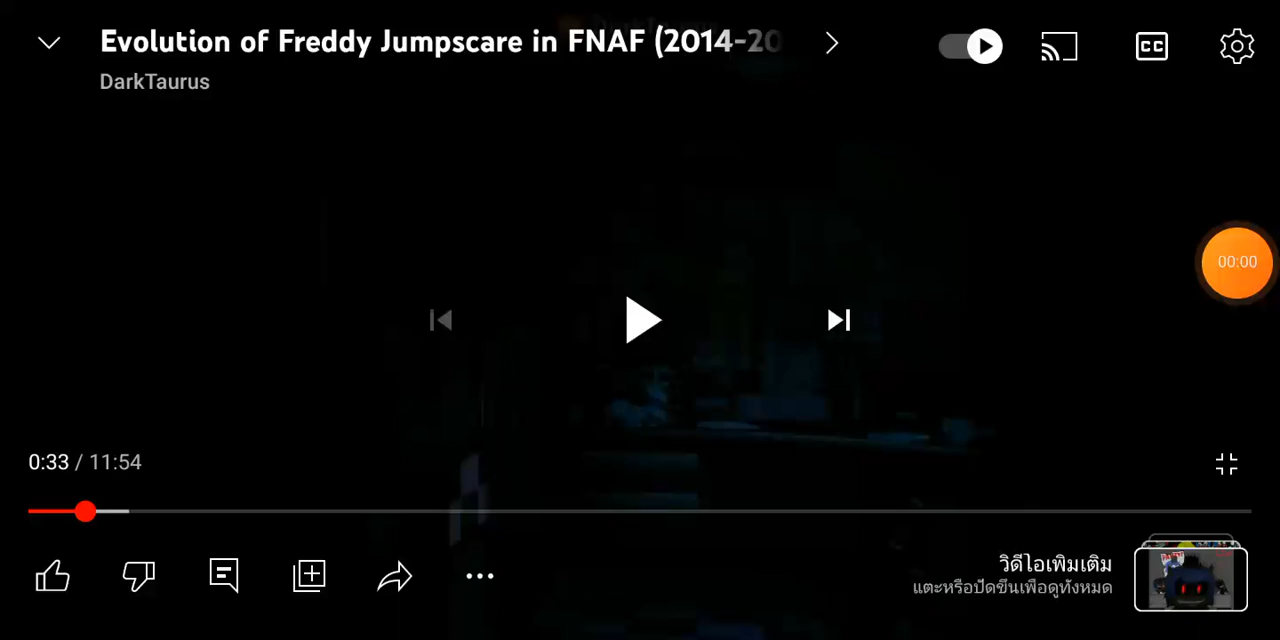 Evolution of Freddy Jumpscare in FNAF (2014-20
DarkTaurus
CC
00:00
0:33 / 11:54
วิดีโอเพิ่มเติม
แตะหรือปัดขึ้นเพื่อดูทั้งหมด